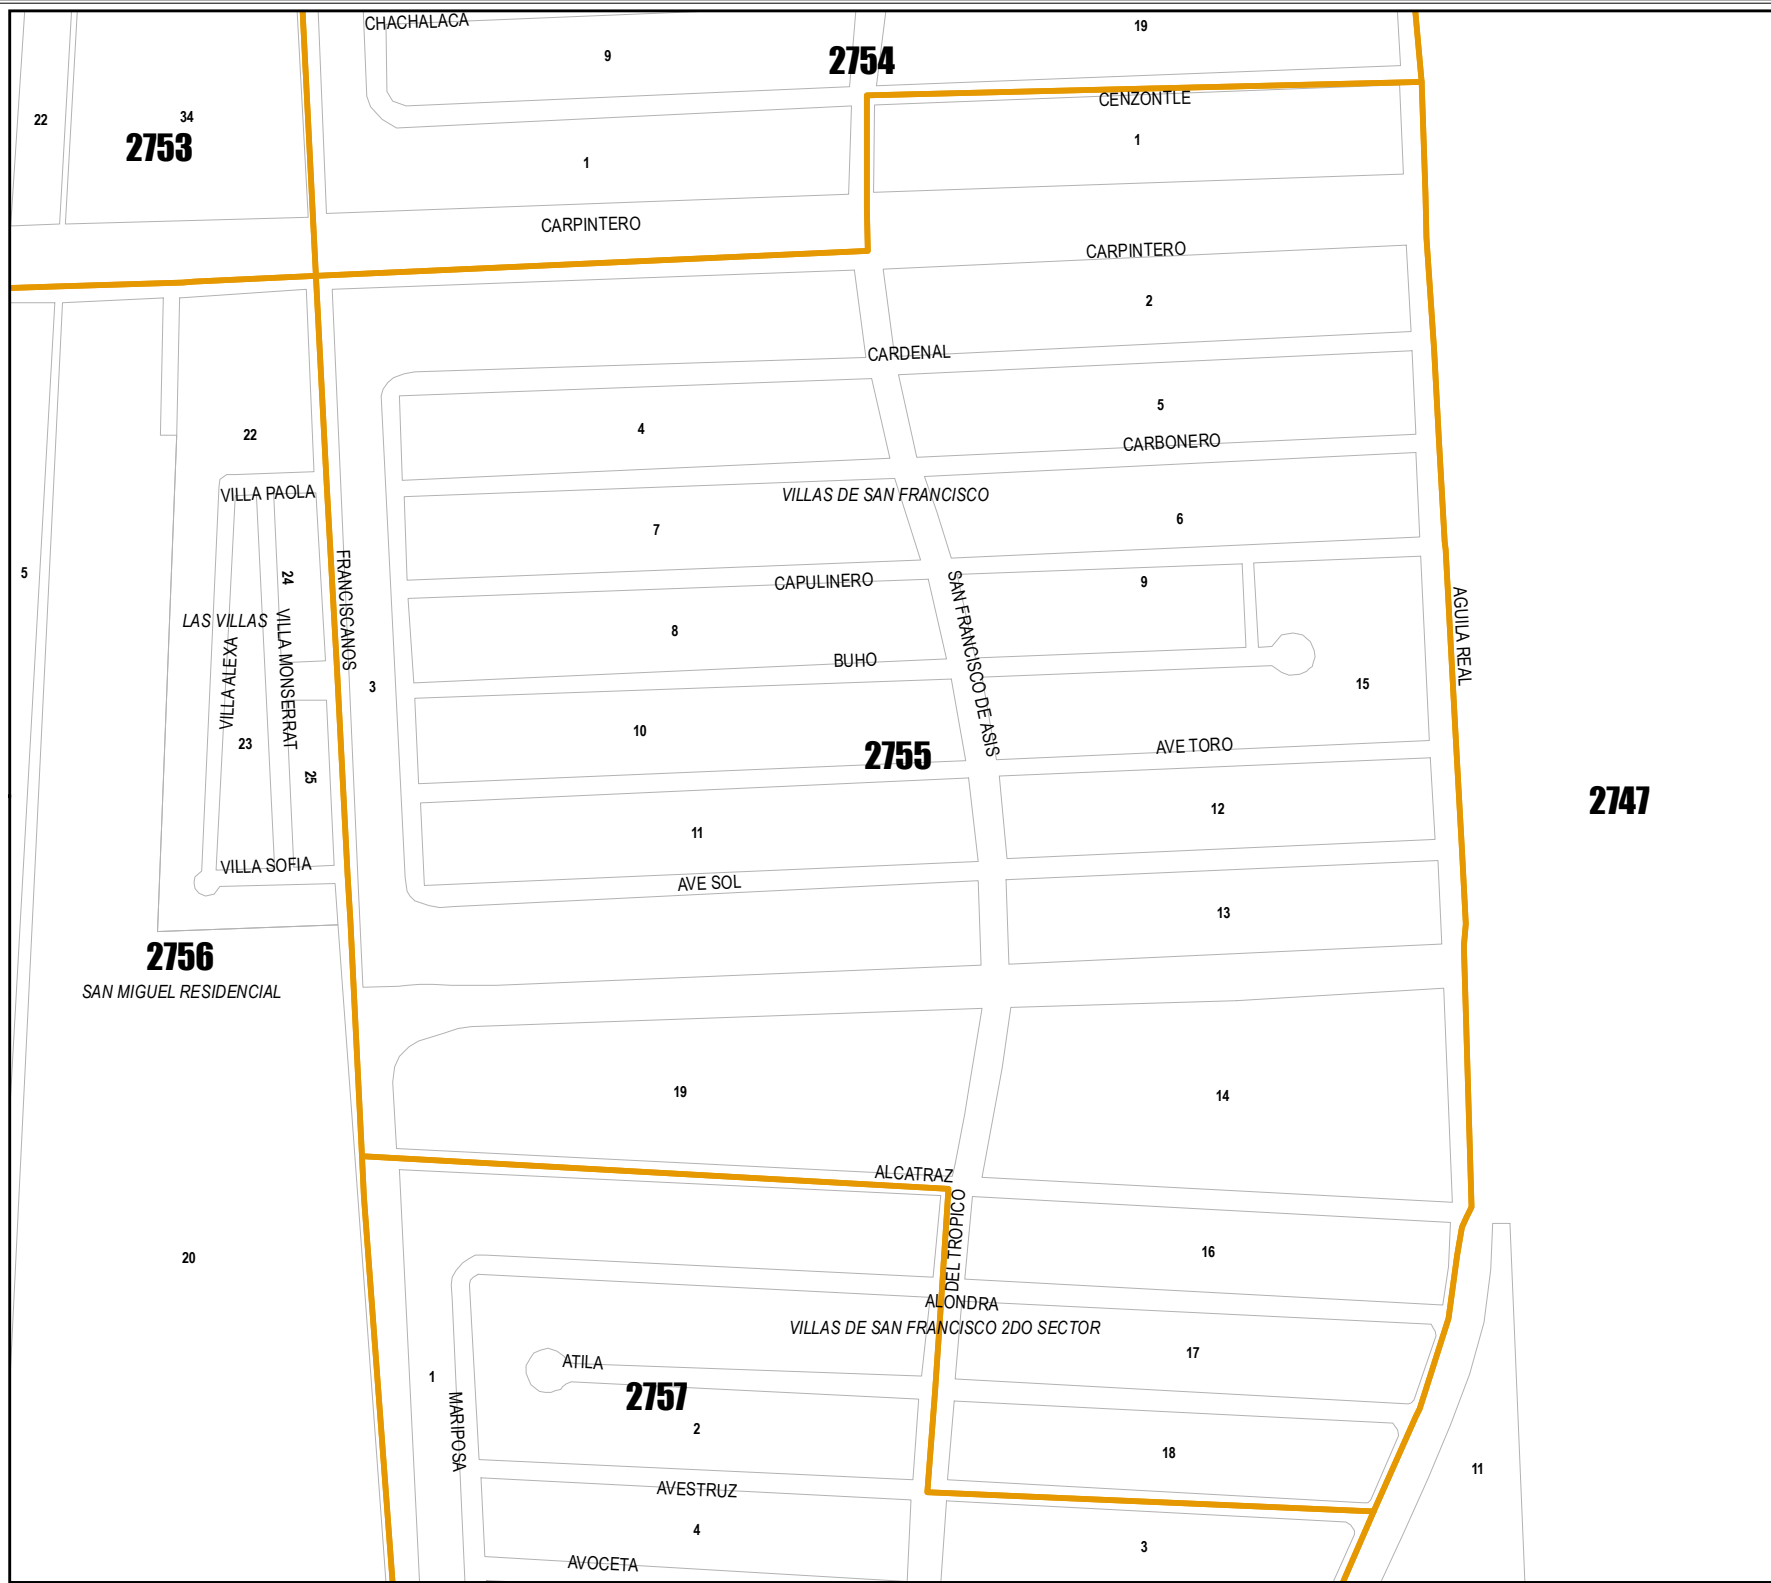 CHACHALACA
19
9
2754
CENZONTLE
22
34
2753
1
1
CARPINTERO
CARPINTERO
2
CARDENAL
5
4
22
CARBONERO
VILLA PAOLA
VILLAS DE SAN FRANCISCO
6
7
5
24
FRANCISCANOS
CAPULINERO
9
SAN FRANCISCO DE ASIS
AGUILA REAL
LAS VILLAS
VILLA ALEXA
VILLA MONSERRAT
8
BUHO
3
15
10
23
2755
AVE TORO
25
2747
12
11
VILLA SOFIA
AVE SOL
13
2756
SAN MIGUEL RESIDENCIAL
19
14
ALCATRAZ
DEL TROPICO
20
16
ALONDRA
VILLAS DE SAN FRANCISCO 2DO SECTOR
17
ATILA
1
2757
MARIPOSA
2
18
11
AVESTRUZ
4
3
AVOCETA